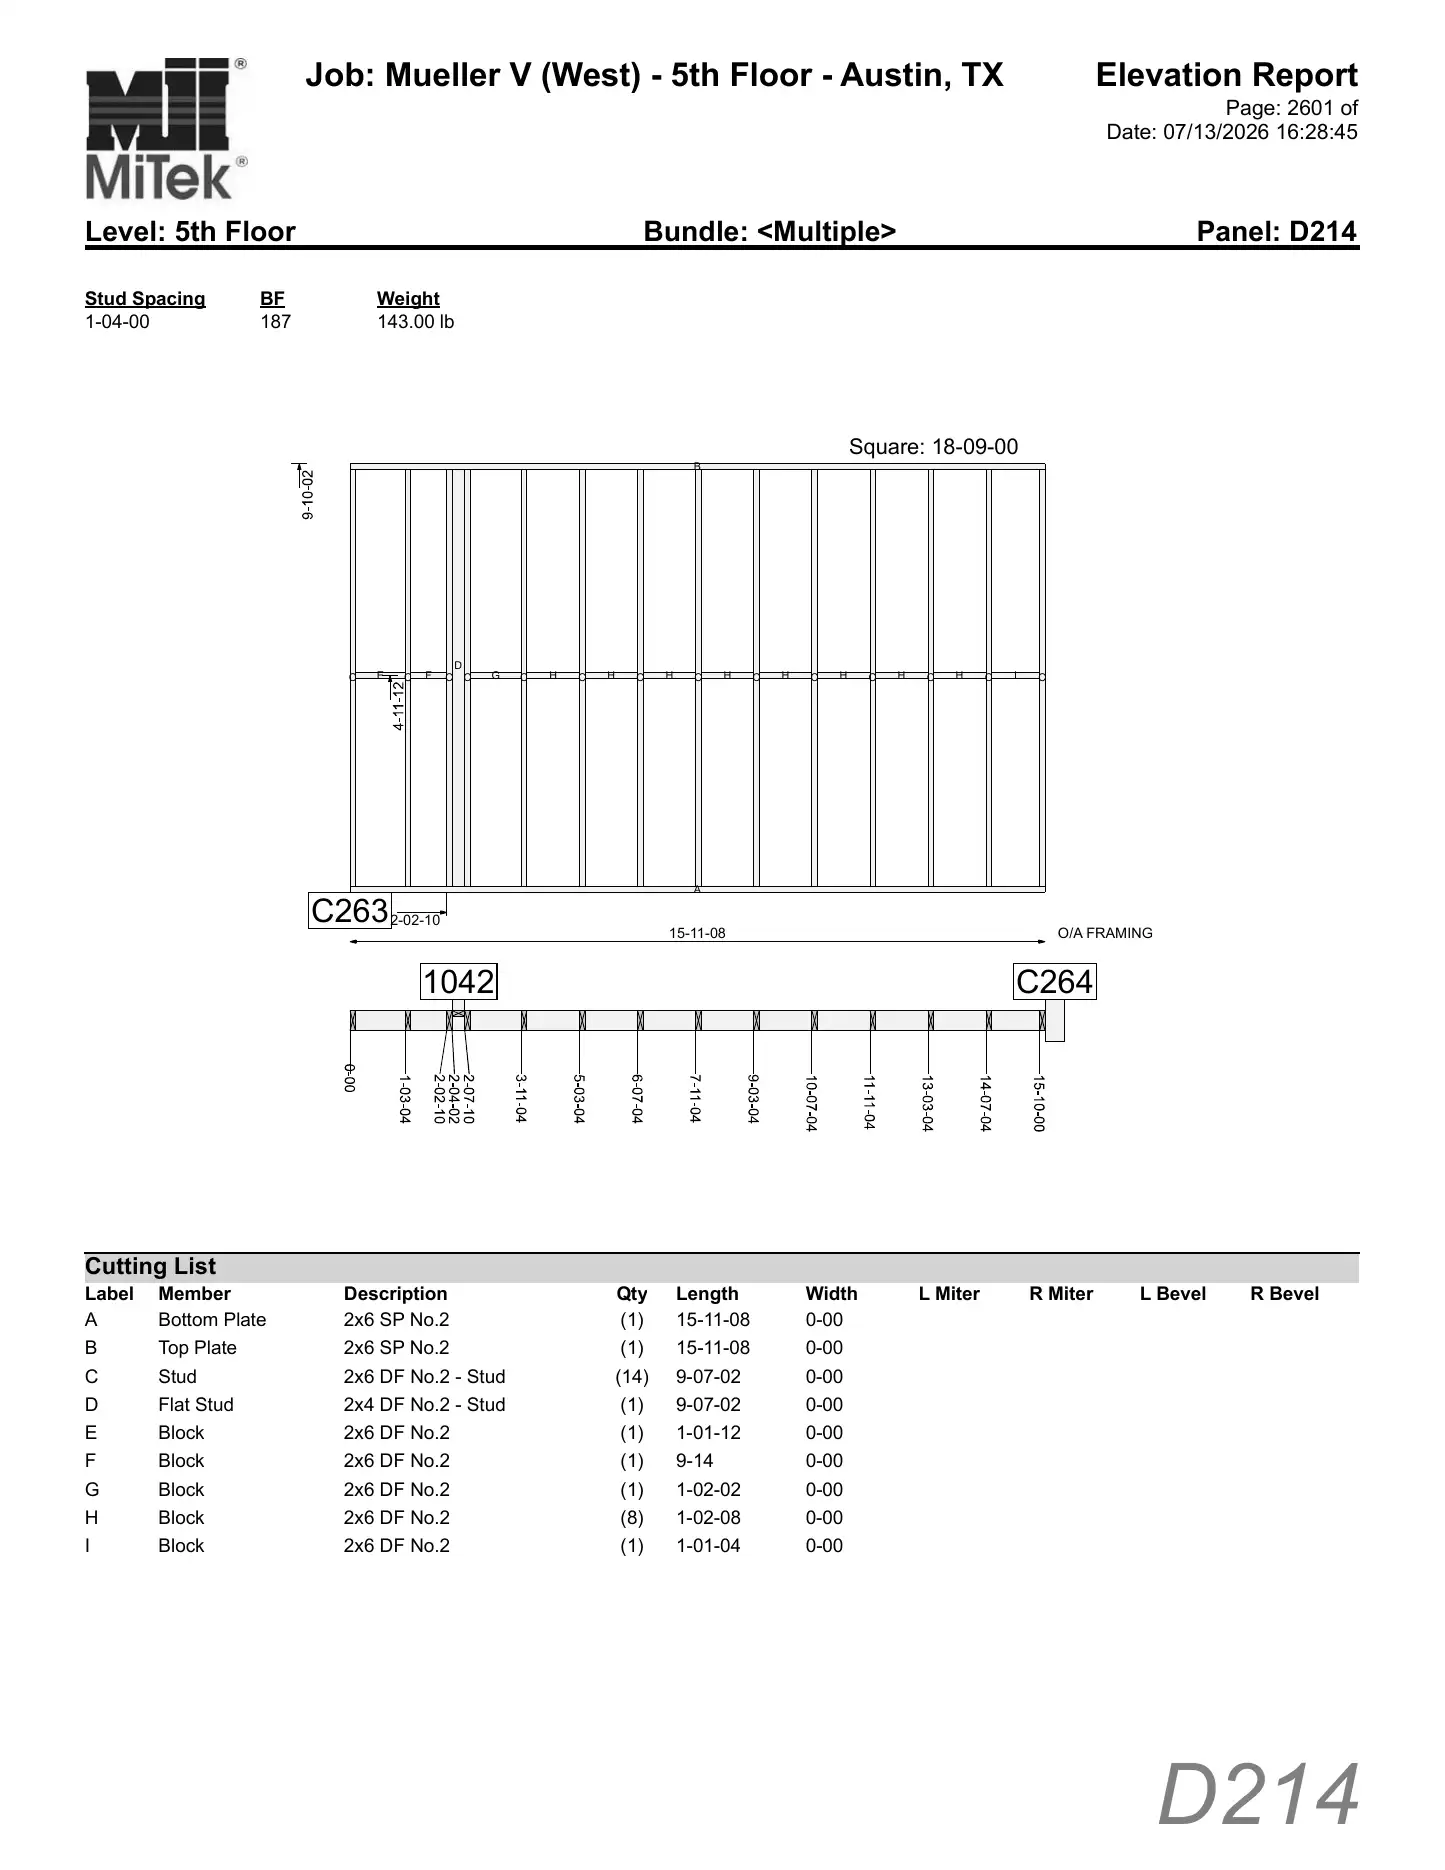 Job: Mueller V (West) - 5th Floor - Austin, TX
Elevation Report
Page: 2601 of
Date: 07/13/2026 16:28:45
MiTek®
Level: 5th Floor Bundle: <Multiple> Panel: D214
Stud Spacing BF Weight
1-04-00 187 143.00 lb
Square: 18-09-00
B
9-10-02
D
E F G H H H H H H H H I
4-11-12
A
C263
2-02-10
15-11-08
O/A FRAMING
1042
C264
0-00 1-03-04 2-02-10 2-04-02 2-07-10 3-11-04 5-03-04 6-07-04 7-11-04 9-03-04 10-07-04 11-11-04 13-03-04 14-07-04 15-10-00
Cutting List
Label Member Description Qty Length Width L Miter R Miter L Bevel R Bevel
A Bottom Plate 2x6 SP No.2 (1) 15-11-08 0-00
B Top Plate 2x6 SP No.2 (1) 15-11-08 0-00
C Stud 2x6 DF No.2 - Stud (14) 9-07-02 0-00
D Flat Stud 2x4 DF No.2 - Stud (1) 9-07-02 0-00
E Block 2x6 DF No.2 (1) 1-01-12 0-00
F Block 2x6 DF No.2 (1) 9-14 0-00
G Block 2x6 DF No.2 (1) 1-02-02 0-00
H Block 2x6 DF No.2 (8) 1-02-08 0-00
I Block 2x6 DF No.2 (1) 1-01-04 0-00
D214